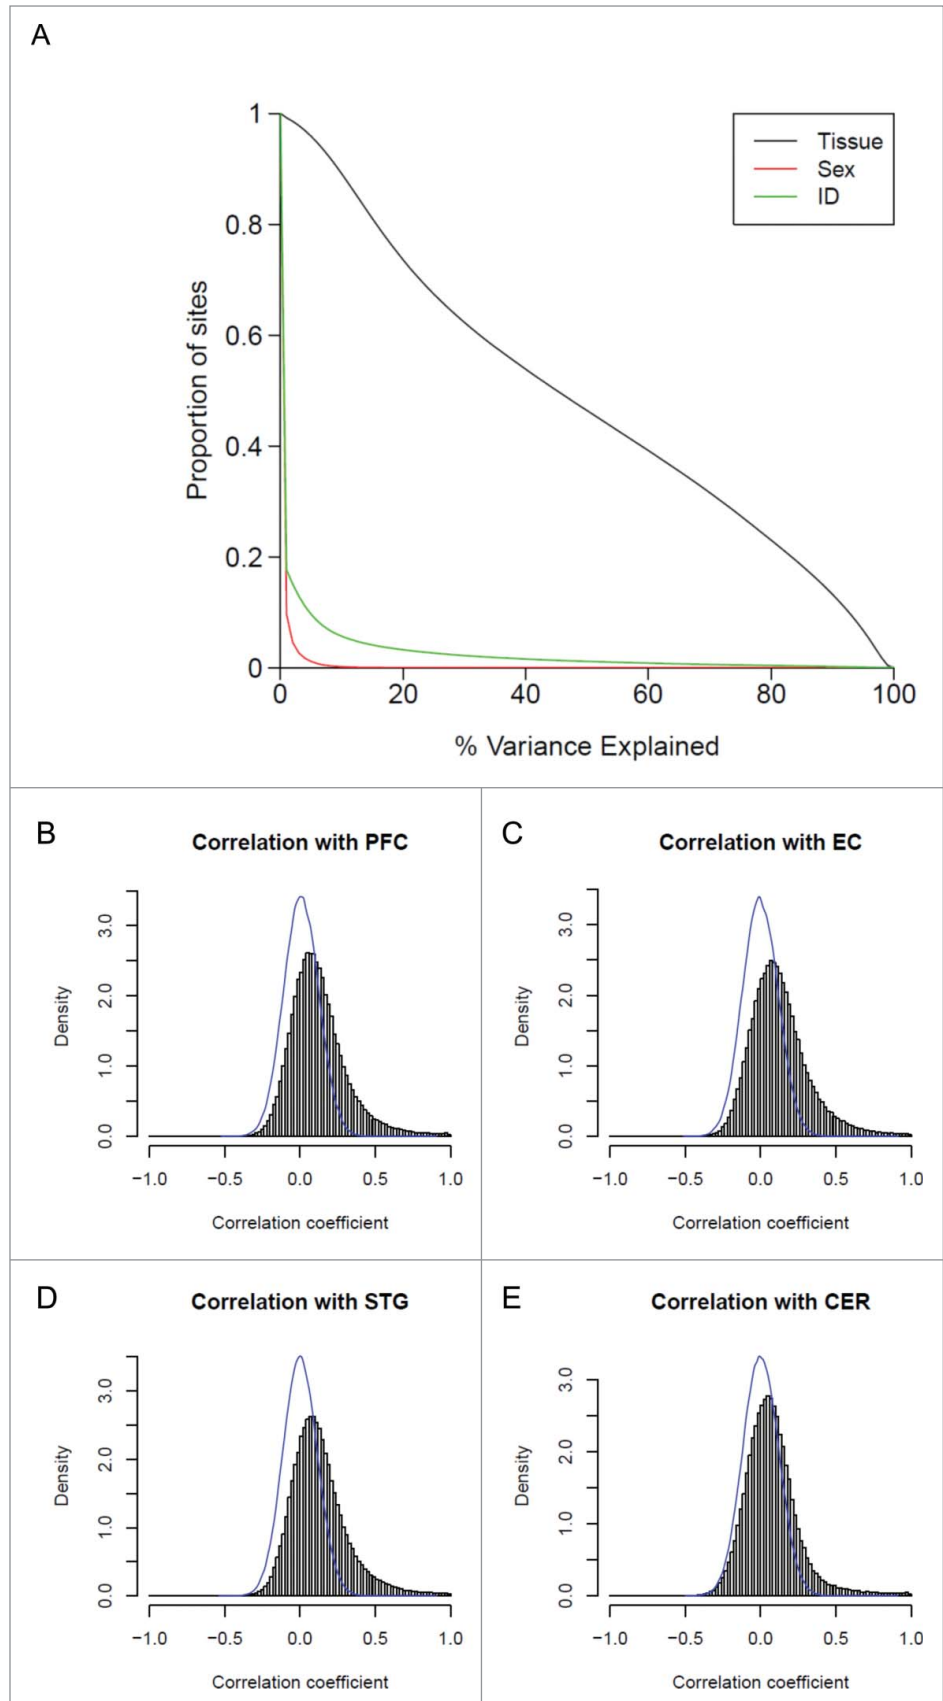 A
1
0.8
0.6
0.4
0.2
0
Proportion of sites
Tissue
Sex
ID
0 20 40 60 80 100
% Variance Explained
B
Correlation with PFC
3.0
2.0
1.0
0.0
Density
−1.0 −0.5 0.0 0.5 1.0
Correlation coefficient
C
Correlation with EC
3.0
2.0
1.0
0.0
Density
−1.0 −0.5 0.0 0.5 1.0
Correlation coefficient
D
Correlation with STG
3.0
2.0
1.0
0.0
Density
−1.0 −0.5 0.0 0.5 1.0
Correlation coefficient
E
Correlation with CER
3.0
2.0
1.0
0.0
Density
−1.0 −0.5 0.0 0.5 1.0
Correlation coefficient